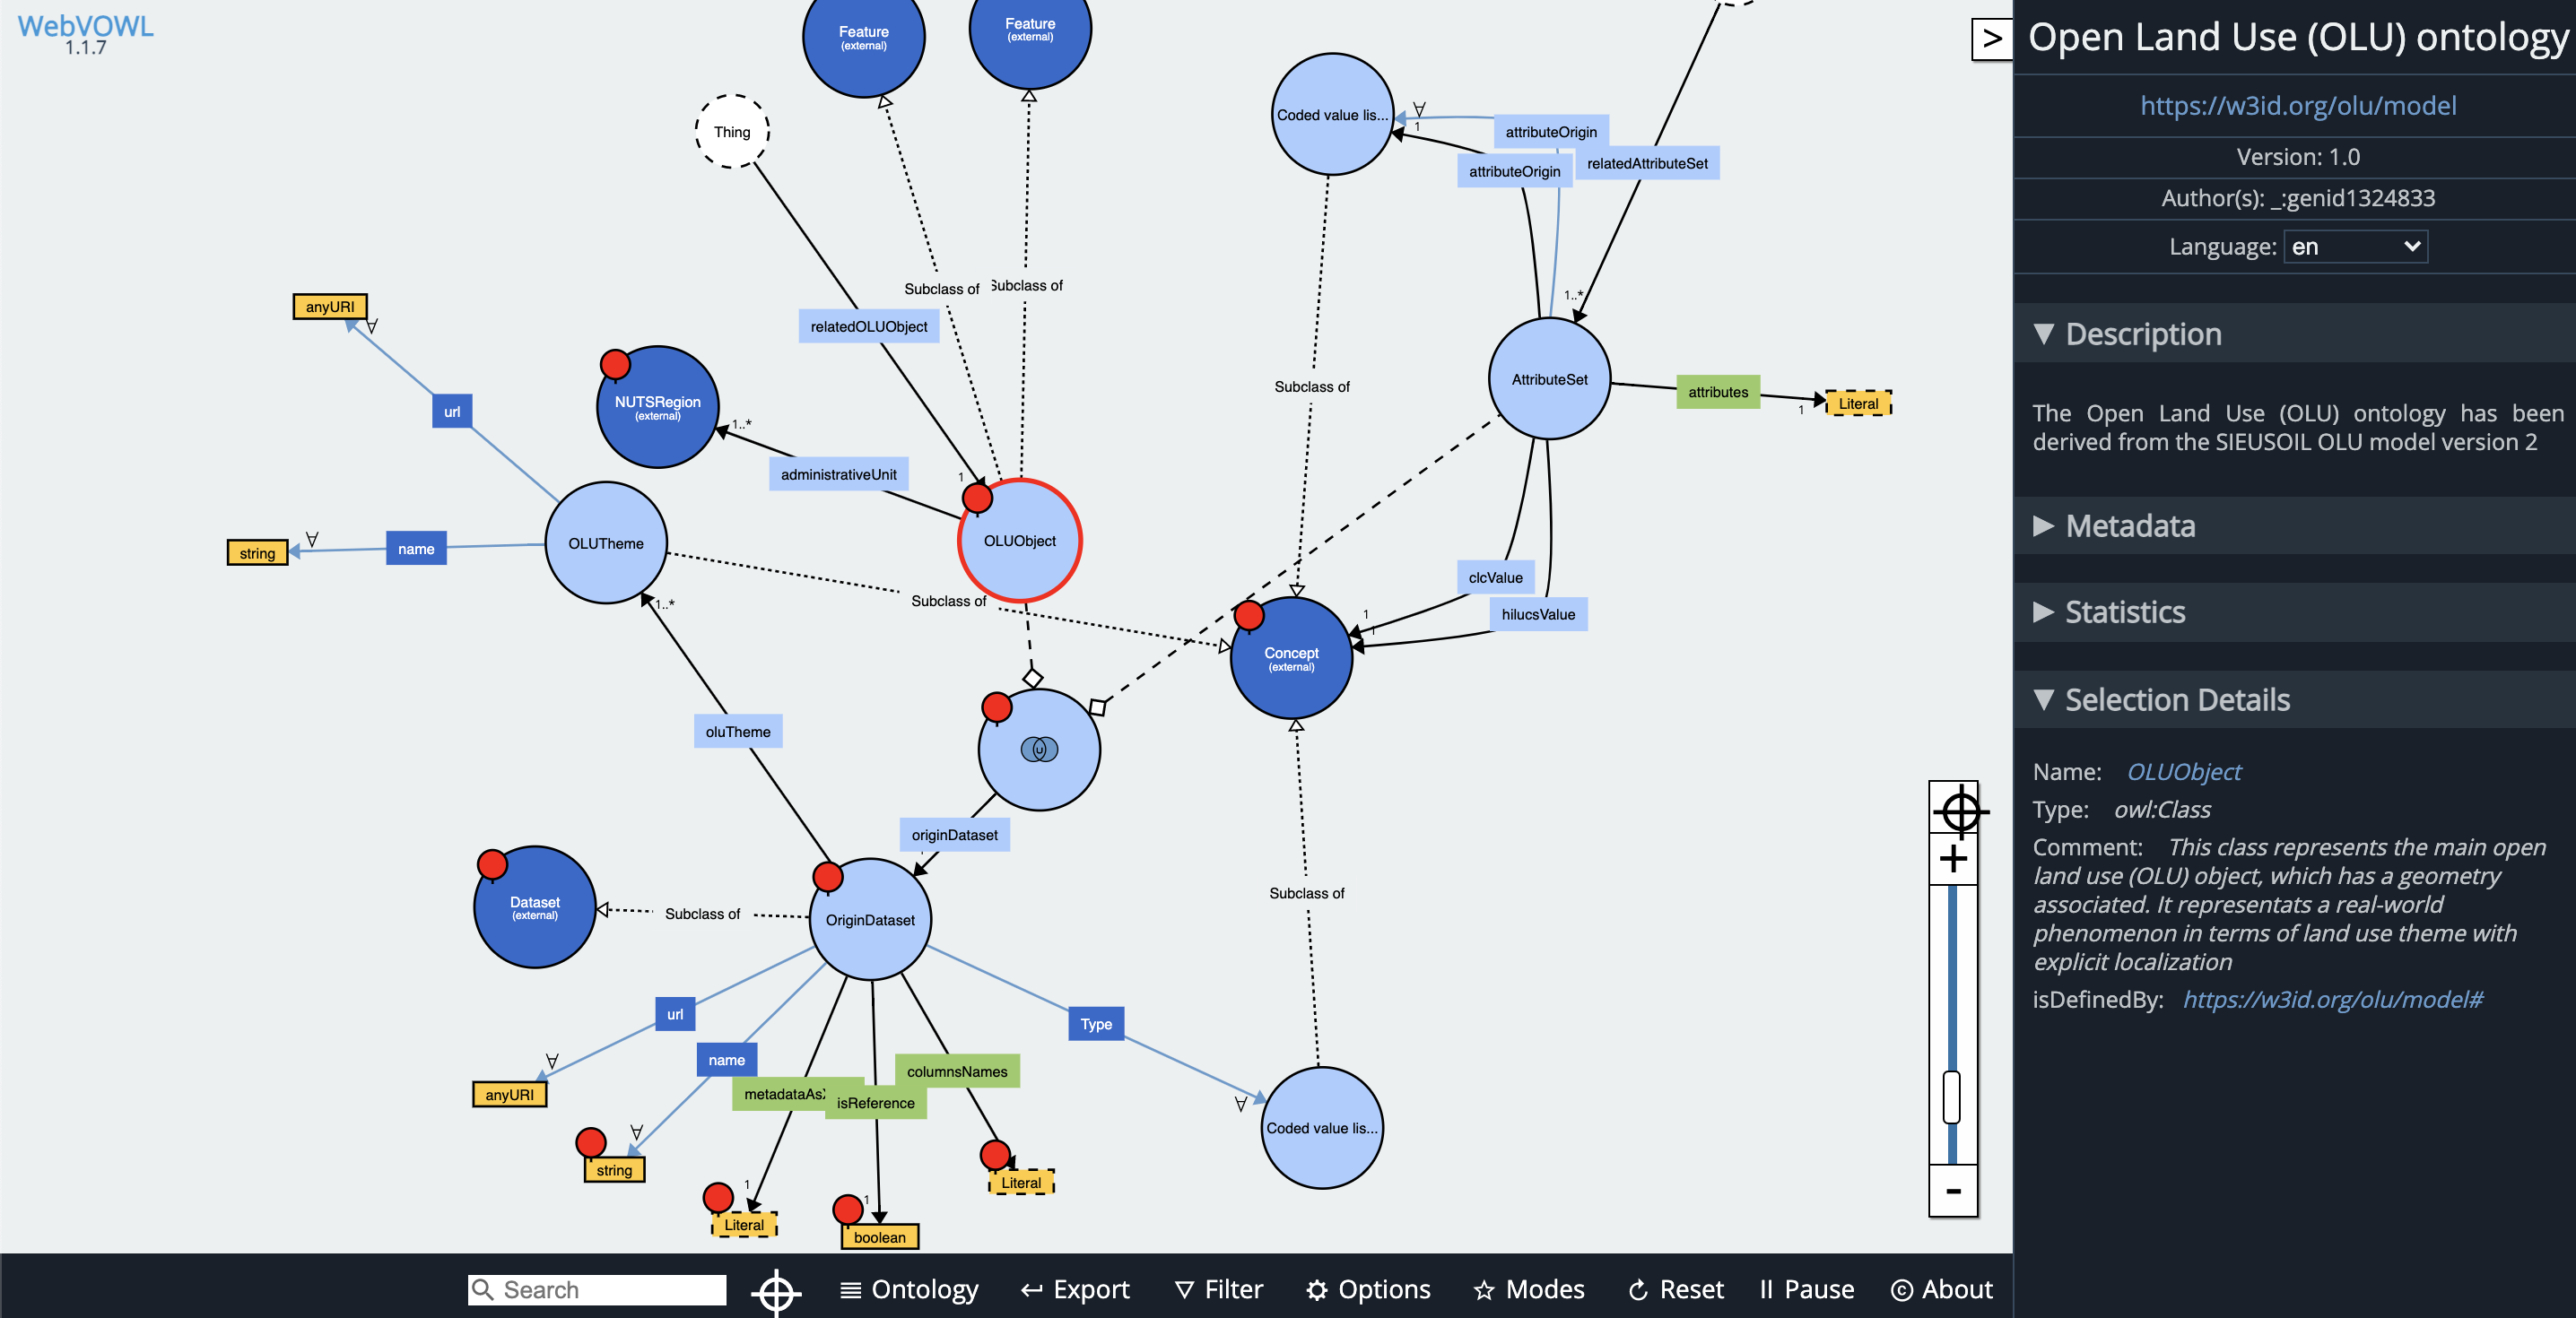 WebVOWL
1.1.7
Feature
(external)
Feature
(external)
Thing
Coded value lis...
∀
1
attributeOrigin
attributeOrigin
relatedAttributeSet
Subclass of
Subclass of
1..*
anyURI
∀
relatedOLUObject
url
NUTSRegion
(external)
1..*
administrativeUnit
1
Subclass of
AttributeSet
attributes
1
Literal
string
∀
name
OLUTheme
OLUObject
Subclass of
1..*
clcValue
1
hilucsValue
1
Concept
(external)
oluTheme
originDataset
Dataset
(external)
Subclass of
OriginDataset
Subclass of
url
∀
anyURI
name
∀
string
metadataAsX
isReference
columnsNames
Type
∀
Coded value lis...
1
Literal
1
boolean
Literal
+
-
>
Open Land Use (OLU) ontology
https://w3id.org/olu/model
Version: 1.0
Author(s): _:genid1324833
Language: en
▼ Description
The Open Land Use (OLU) ontology has been
derived from the SIEUSOIL OLU model version 2
▶ Metadata
▶ Statistics
▼ Selection Details
Name: OLUObject
Type: owl:Class
Comment: This class represents the main open
land use (OLU) object, which has a geometry
associated. It representats a real-world
phenomenon in terms of land use theme with
explicit localization
isDefinedBy: https://w3id.org/olu/model#
Search
Ontology
Export
Filter
Options
Modes
Reset
Pause
© About